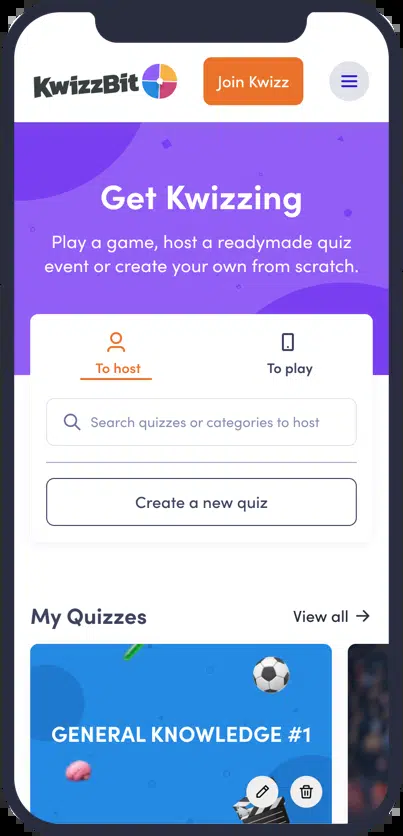 KwizzBit
Join Kwizz
Get Kwizzing
Play a game, host a readymade quiz
event or create your own from scratch.
To host
To play
Search quizzes or categories to host
Create a new quiz
My Quizzes
View all
GENERAL KNOWLEDGE #1